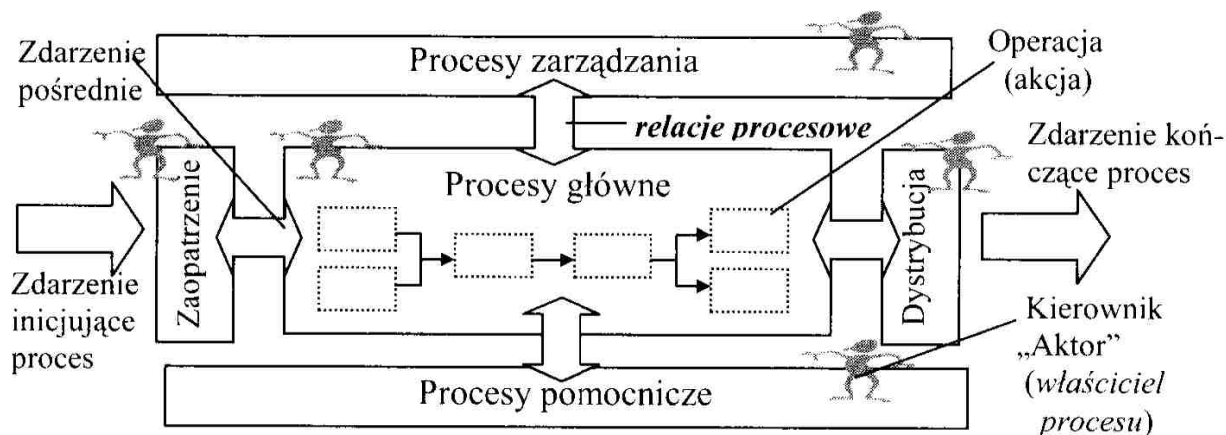 Zdarzenie
pośrednie
Procesy zarządzania
Operacja
(akcja)
relacje procesowe
Zdarzenie koń-
czące proces
Zaopatrzenie
Procesy główne
Dystrybucja
Zdarzenie
inicjujące
proces
Kierownik
„Aktor”
(właściciel
procesu)
Procesy pomocnicze